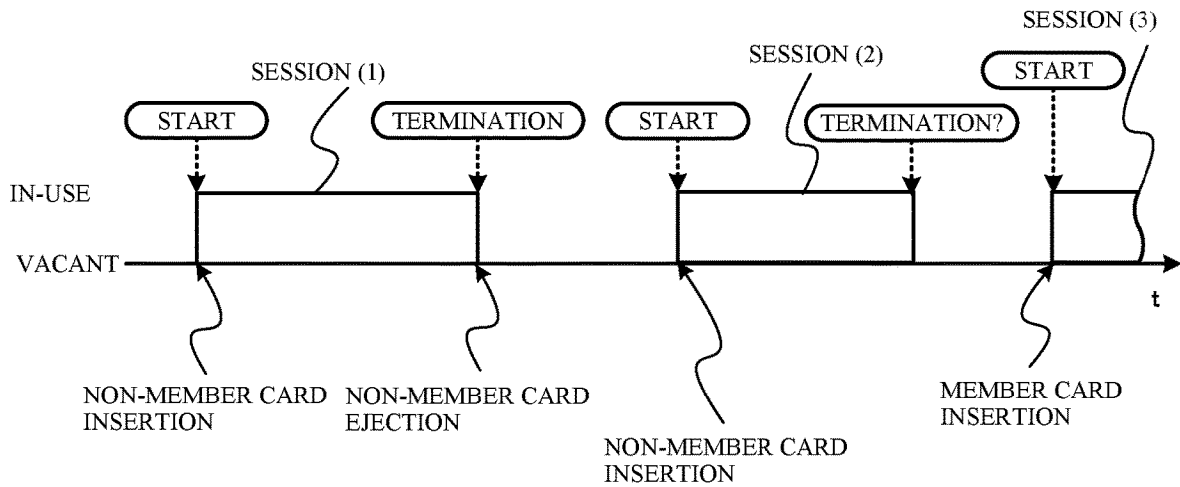 SESSION (3)
SESSION (1)
SESSION (2)
START
START
TERMINATION
START
TERMINATION?
IN-USE
VACANT
t
NON-MEMBER CARD
INSERTION
NON-MEMBER CARD
EJECTION
NON-MEMBER CARD
INSERTION
MEMBER CARD
INSERTION